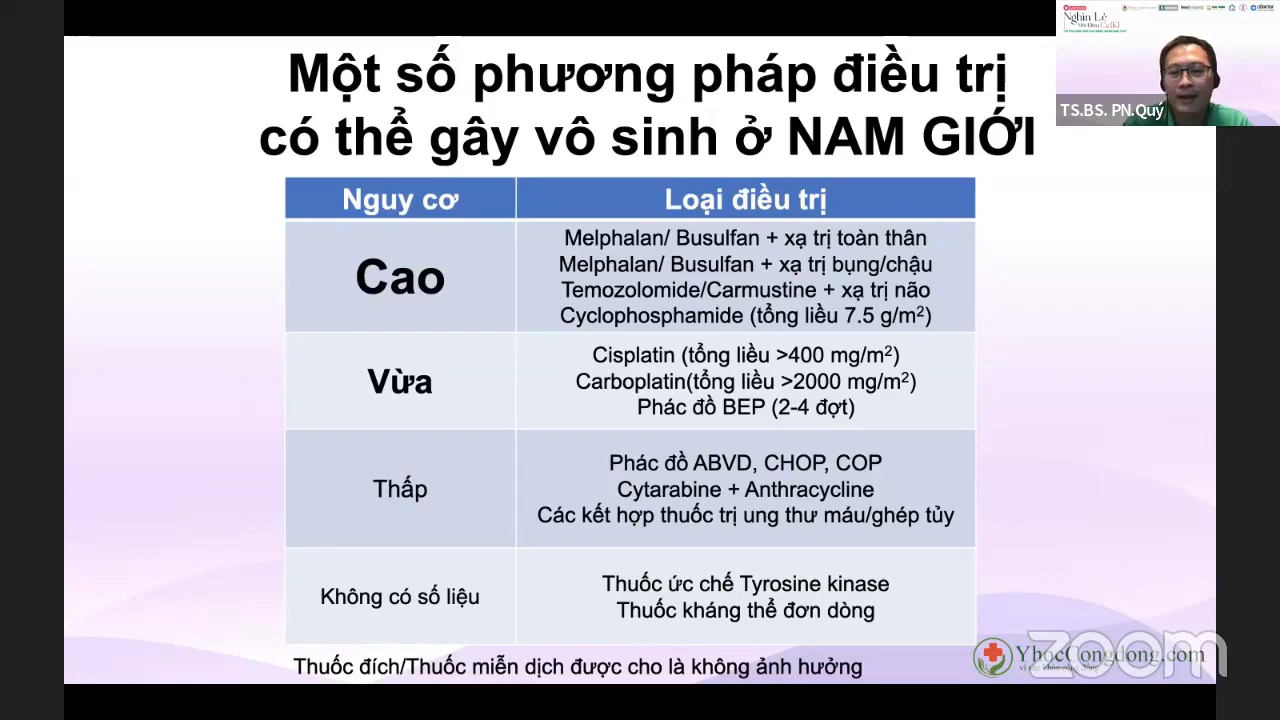 Một số phương pháp điều trị
có thể gây vô sinh ở NAM GIỚI
Nguy cơ
Loại điều trị
Cao
Melphalan/ Busulfan + xạ trị toàn thân
Melphalan/ Busulfan + xạ trị bụng/chậu
Temozolomide/Carmustine + xạ trị não
Cyclophosphamide (tổng liều 7.5 g/m²)
Vừa
Cisplatin (tổng liều >400 mg/m²)
Carboplatin(tổng liều >2000 mg/m²)
Phác đồ BEP (2-4 đợt)
Thấp
Phác đồ ABVD, CHOP, COP
Cytarabine + Anthracycline
Các kết hợp thuốc trị ung thư máu/ghép tủy
Không có số liệu
Thuốc ức chế Tyrosine kinase
Thuốc kháng thể đơn dòng
Thuốc đích/Thuốc miễn dịch được cho là không ảnh hưởng
Nghìn Lẻ
TS.BS. PN.Quý
zoom
YhocCongdong.com